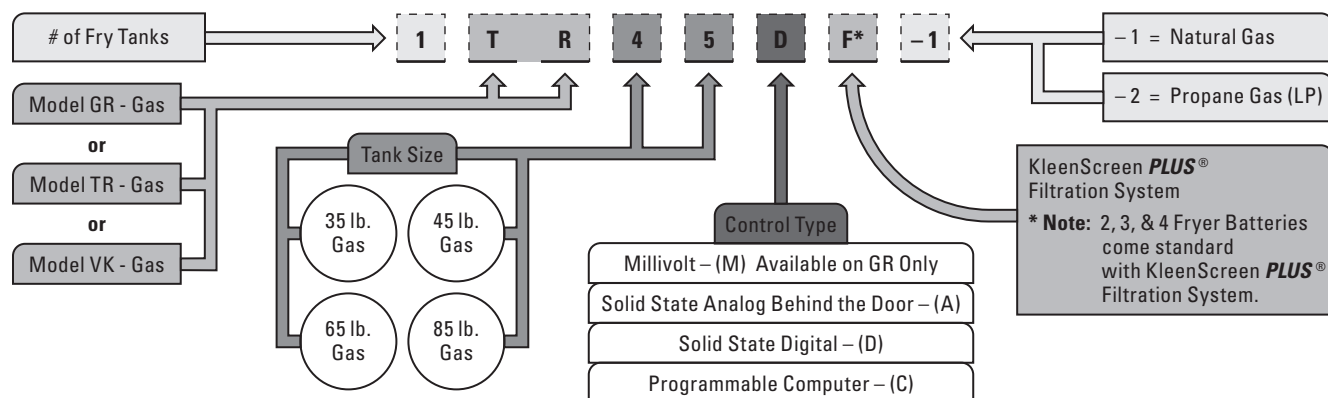 # of Fry Tanks
1 T R 4 5 D F* – 1
– 1 = Natural Gas
– 2 = Propane Gas (LP)
Model GR - Gas
or
Model TR - Gas
or
Model VK - Gas
Tank Size
35 lb.
Gas
45 lb.
Gas
65 lb.
Gas
85 lb.
Gas
Control Type
Millivolt – (M) Available on GR Only
Solid State Analog Behind the Door – (A)
Solid State Digital – (D)
Programmable Computer – (C)
KleenScreen PLUS®
Filtration System
* Note: 2, 3, & 4 Fryer Batteries
come standard
with KleenScreen PLUS®
Filtration System.